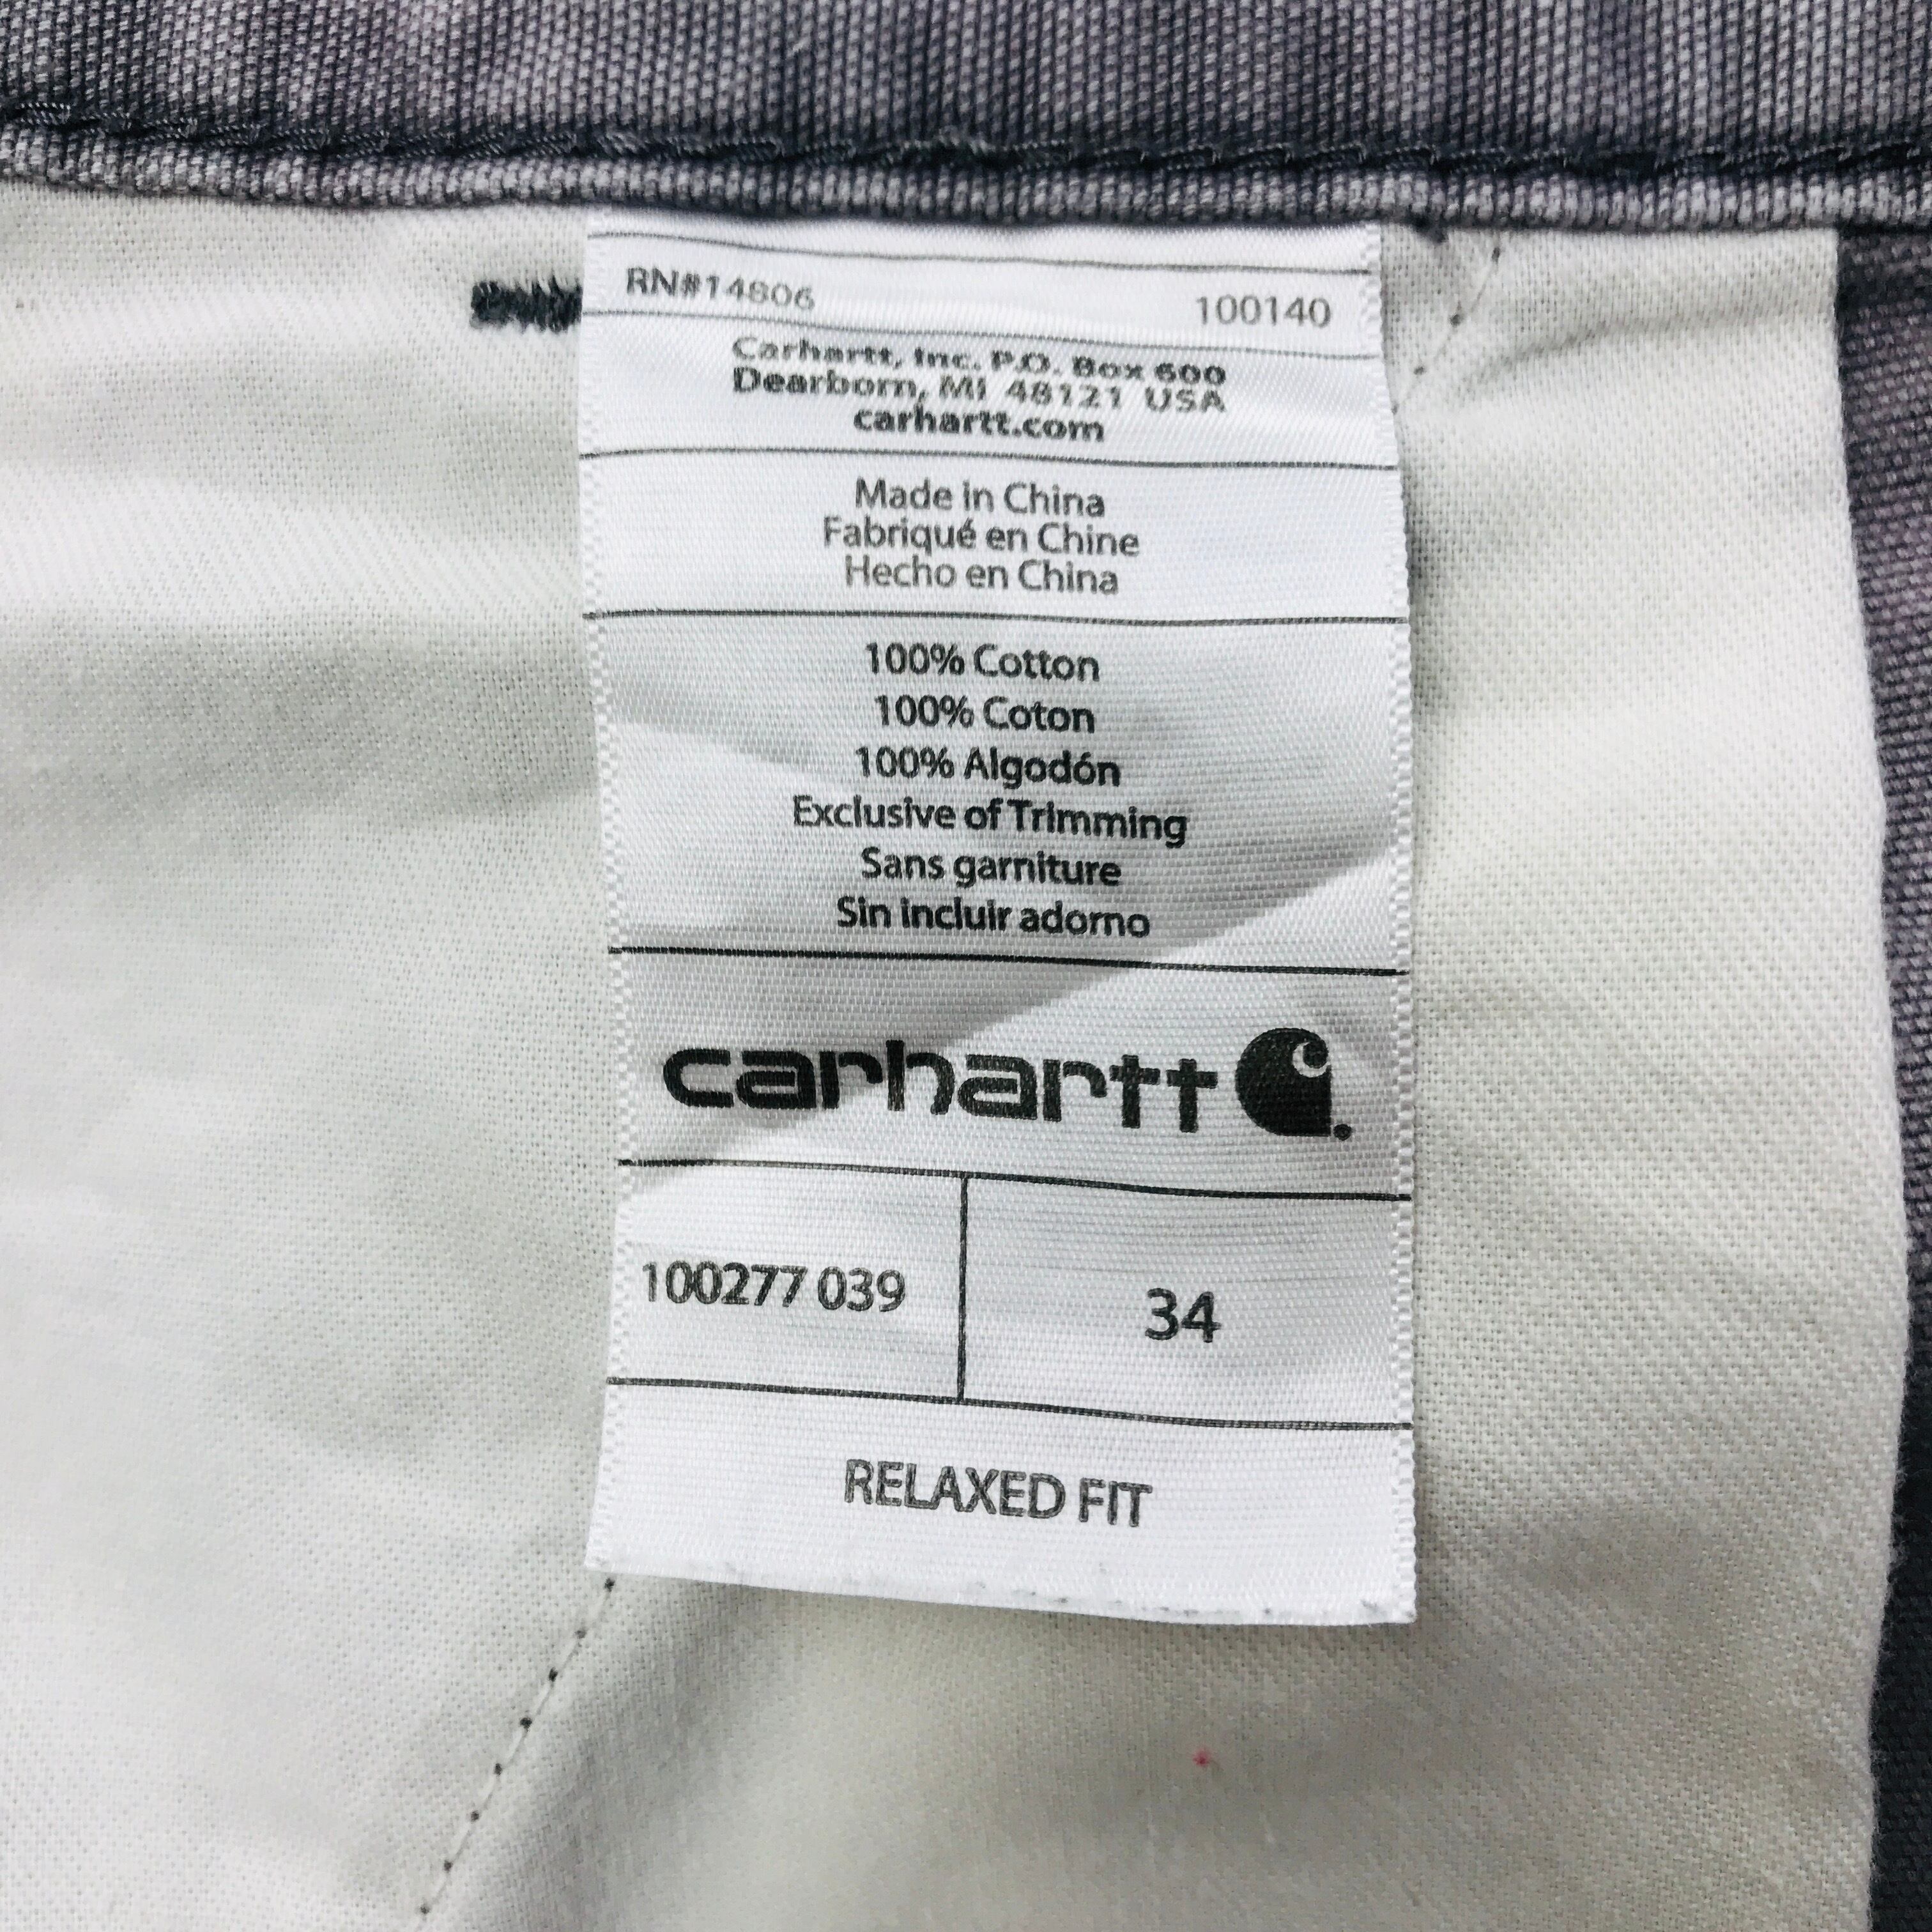 RN#14806 100140
Carhartt, Inc. P.O. Box 600
Dearborn, MI 48121 USA
carhartt.com
Made in China
Fabriqué en Chine
Hecho en China
100% Cotton
100% Coton
100% Algodón
Exclusive of Trimming
Sans garniture
Sin incluir adorno
carhartt
100277 039 34
RELAXED FIT